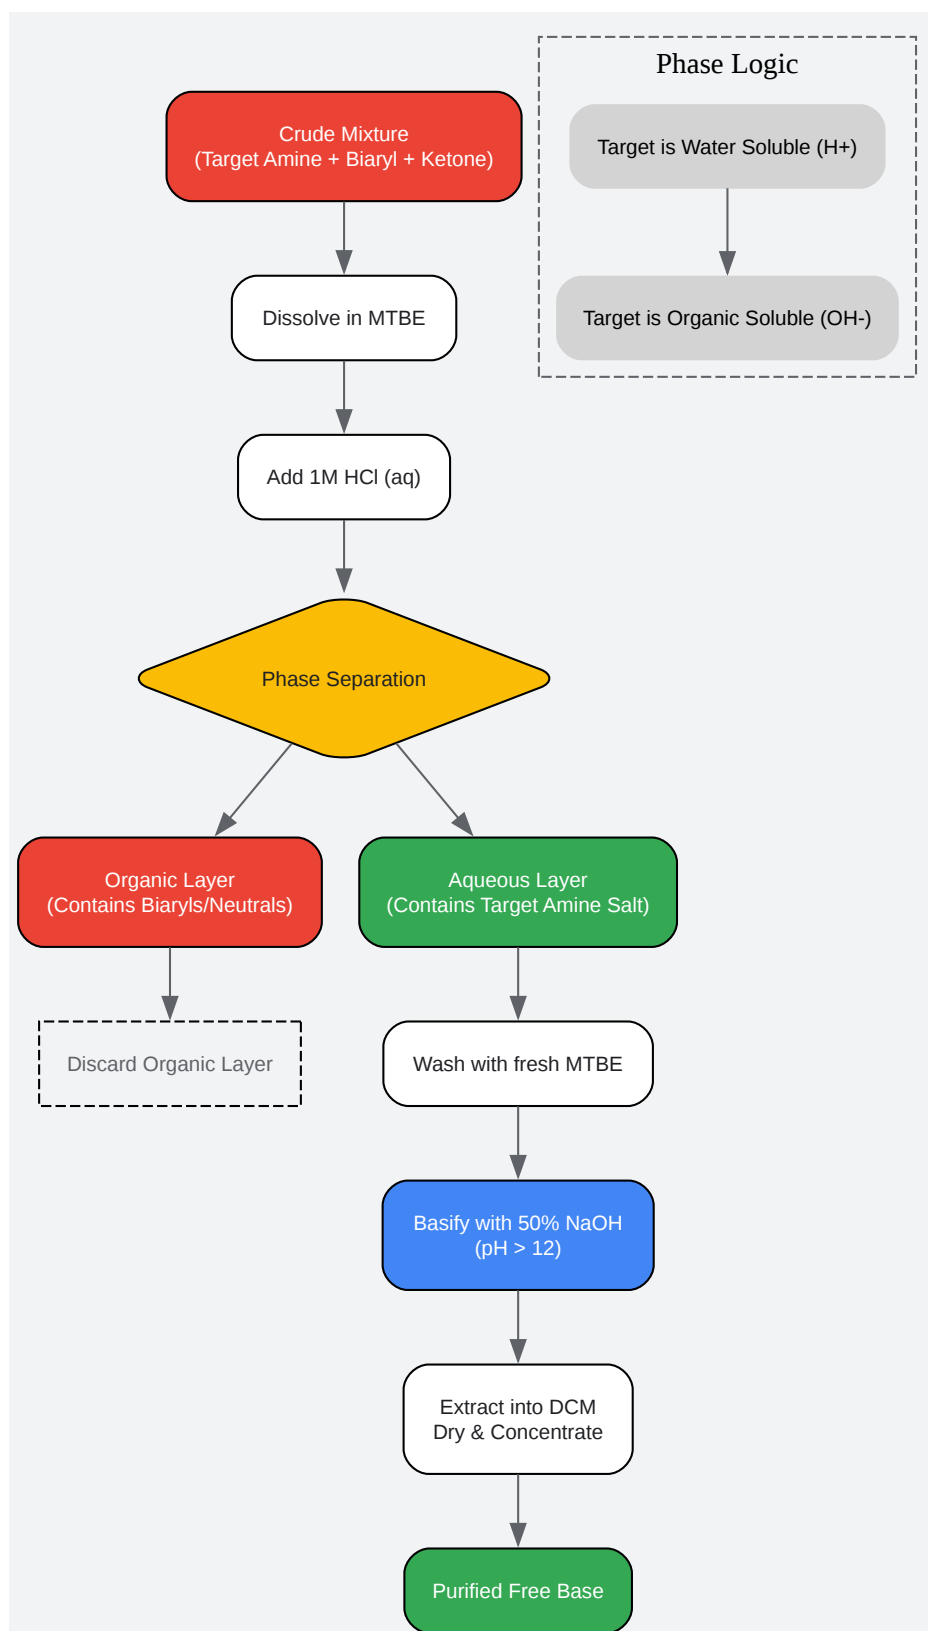 Phase Logic
Target is Water Soluble (H+)
Target is Organic Soluble (OH-)
Crude Mixture
(Target Amine + Biaryl + Ketone)
Dissolve in MTBE
Add 1M HCl (aq)
Phase Separation
Organic Layer
(Contains Biaryls/Neutrals)
Aqueous Layer
(Contains Target Amine Salt)
Discard Organic Layer
Wash with fresh MTBE
Basify with 50% NaOH
(pH > 12)
Extract into DCM
Dry & Concentrate
Purified Free Base